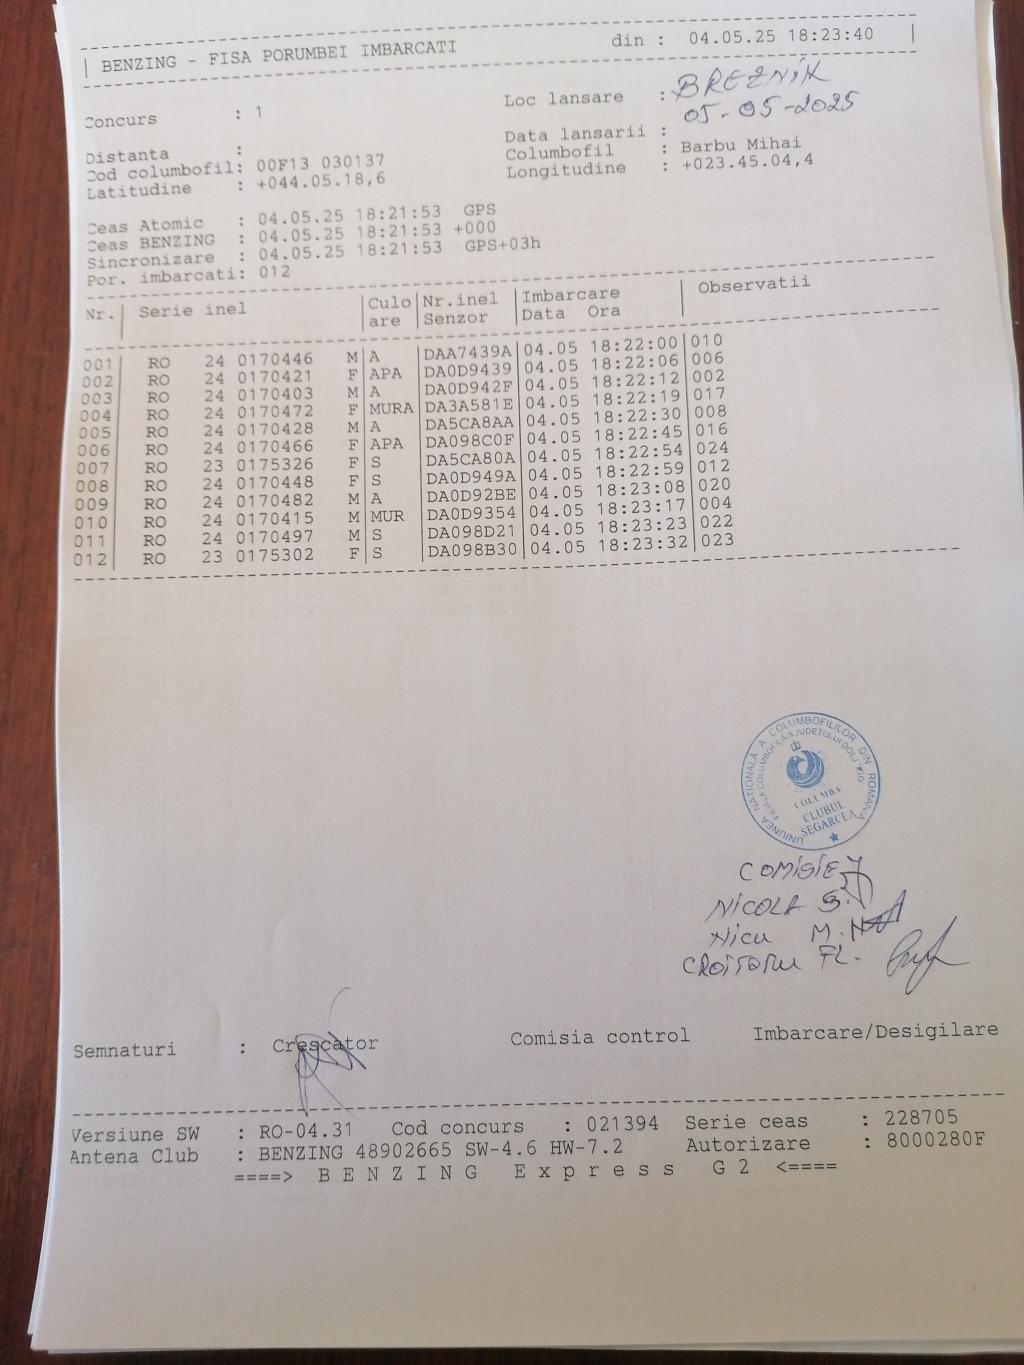 BENZING - FISA PORUMBEI IMBARCATI din : 04.05.25 18:23:40
Concurs : 1 Loc lansare : BREZNÍK
05-05-2025
Distanta : Data lansarii :
Cod columbofil: 00F13 030137 Columbofil : Barbu Mihai
Latitudine : +044.05.18,6 Longitudine : +023.45.04,4
Ceas Atomic : 04.05.25 18:21:53 GPS
Ceas BENZING : 04.05.25 18:21:53 +000
Sincronizare : 04.05.25 18:21:53 GPS+03h
Por. imbarcati: 012
Nr. Serie inel Culo Nr.inel Imbarcare Observatii
are Senzor Data Ora
001 RO 24 0170446 M A DAA7439A 04.05 18:22:00 010
002 RO 24 0170421 F APA DA0D9439 04.05 18:22:06 006
003 RO 24 0170403 M A DA0D942F 04.05 18:22:12 002
004 RO 24 0170472 F MURA DA3A581E 04.05 18:22:19 017
005 RO 24 0170428 M A DA5CA8AA 04.05 18:22:30 008
006 RO 24 0170466 F APA DA098C0F 04.05 18:22:45 016
007 RO 23 0175326 F S DA5CA80A 04.05 18:22:54 024
008 RO 24 0170448 F S DA0D949A 04.05 18:22:59 012
009 RO 24 0170482 M A DA0D92BE 04.05 18:23:08 020
010 RO 24 0170415 M MUR DA0D9354 04.05 18:23:17 004
011 RO 24 0170497 M S DA098D21 04.05 18:23:23 022
012 RO 23 0175302 F S DA098B30 04.05 18:23:32 023
UNIUNEA NATIONALĂ A COLUMBOFILILOR DIN ROMANIA
JUDETULUI DOLJ
COLUMBA
CLUBUL
SEGARCEA
COMISIE
NICOLA S.
Nicu M.
CROITORU FL.
Semnaturi : Crescator Comisia control Imbarcare/Desigilare
Versiune SW : RO-04.31 Cod concurs : 021394 Serie ceas : 228705
Antena Club : BENZING 48902665 SW-4.6 HW-7.2 Autorizare : 8000280F
====> B E N Z I N G E x p r e s s G 2 <====